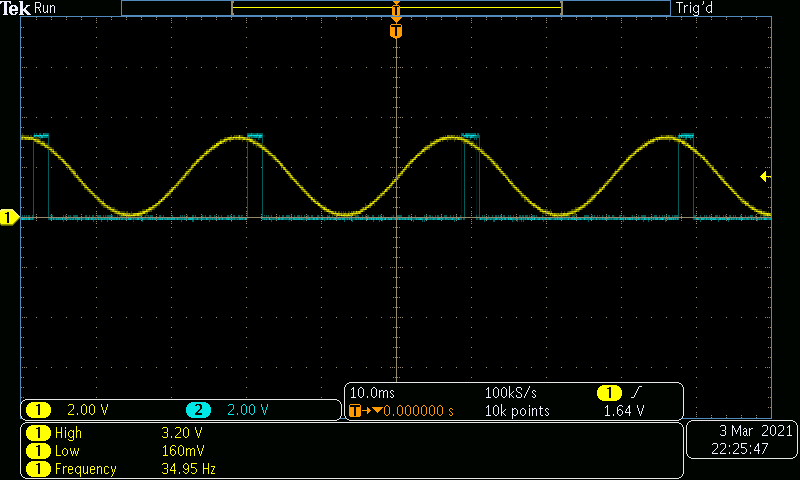 Tek Run Trig'd
T
T
1
1 2.00 V 2 2.00 V
10.0ms 100kS/s 1
T→▼0.000000 s 10k points 1.64 V
1 High 3.20 V
1 Low 160mV
1 Frequency 34.95 Hz
3 Mar 2021
22:25:47